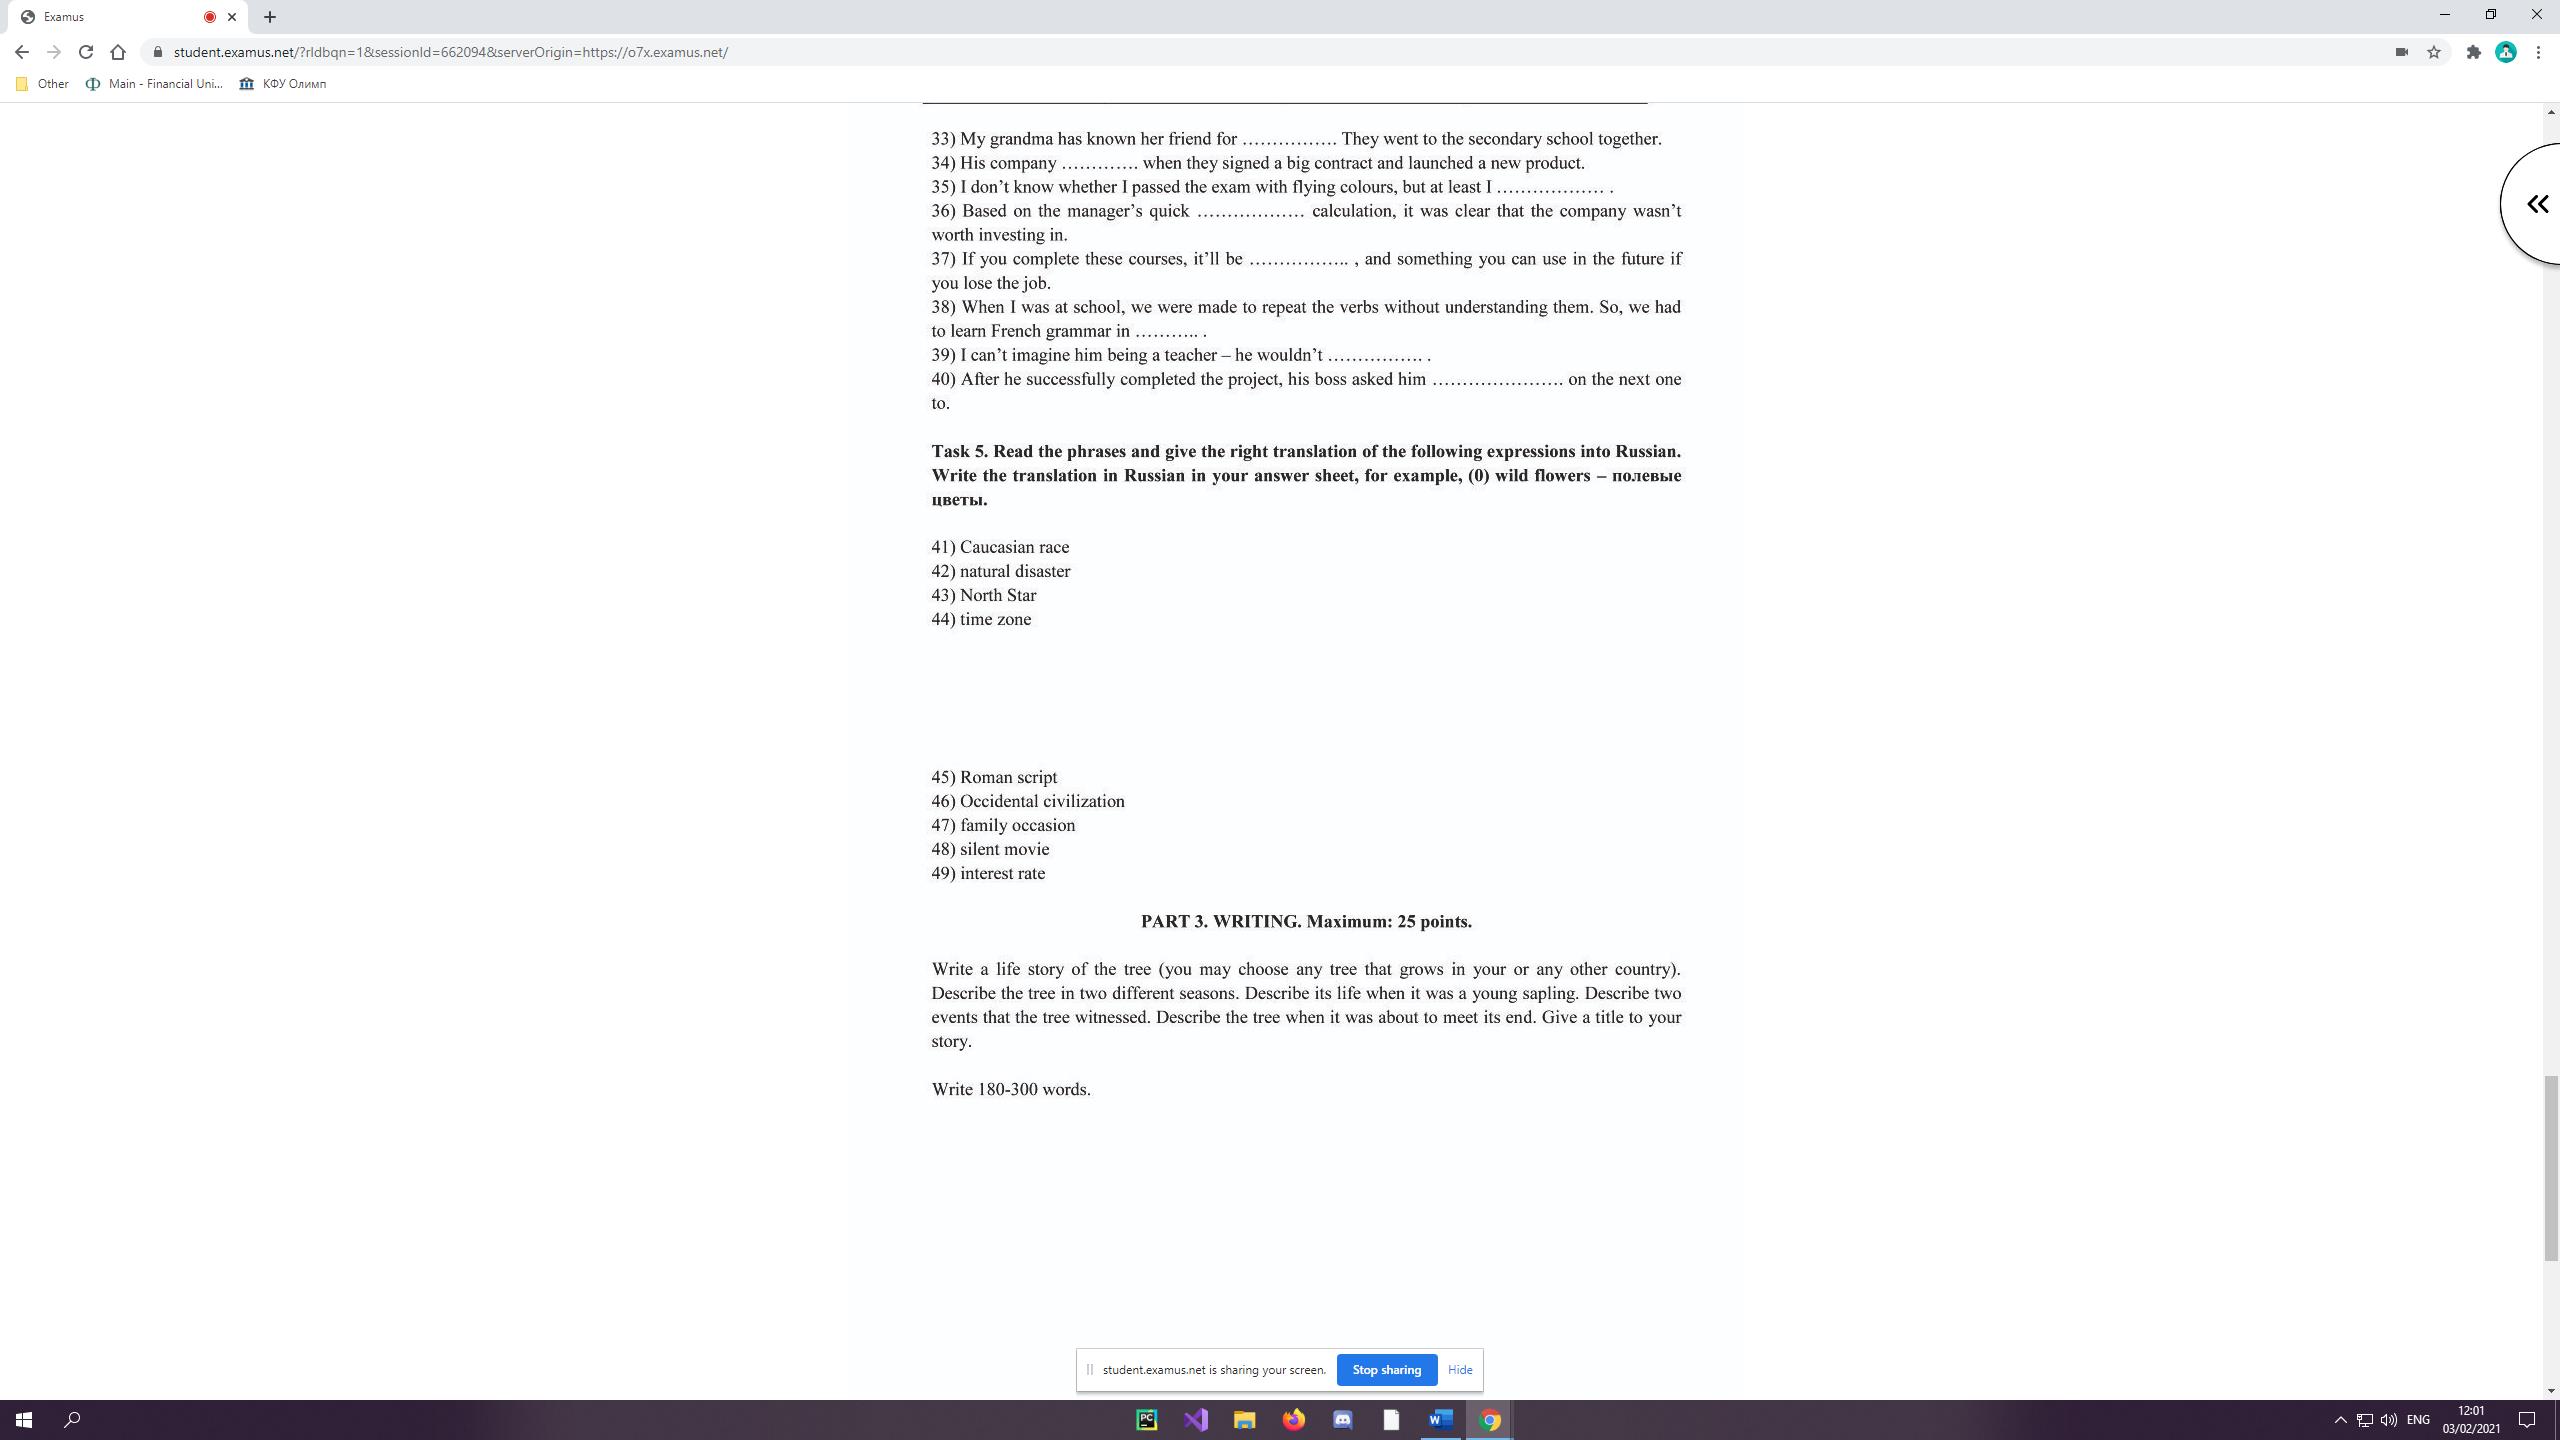 Examus
student.examus.net/?rldbqn=1&sessionId=662094&serverOrigin=https://o7x.examus.net/
Other Main - Financial Uni... КФУ Олимп
33) My grandma has known her friend for ……………. They went to the secondary school together.
34) His company …………. when they signed a big contract and launched a new product.
35) I don’t know whether I passed the exam with flying colours, but at least I ……………… .
36) Based on the manager’s quick ……………… calculation, it was clear that the company wasn’t
worth investing in.
37) If you complete these courses, it’ll be …………….. , and something you can use in the future if
you lose the job.
38) When I was at school, we were made to repeat the verbs without understanding them. So, we had
to learn French grammar in ……….. .
39) I can’t imagine him being a teacher – he wouldn’t ……………. .
40) After he successfully completed the project, his boss asked him …………………. on the next one
to.
Task 5. Read the phrases and give the right translation of the following expressions into Russian.
Write the translation in Russian in your answer sheet, for example, (0) wild flowers – полевые
цветы.
41) Caucasian race
42) natural disaster
43) North Star
44) time zone
45) Roman script
46) Occidental civilization
47) family occasion
48) silent movie
49) interest rate
PART 3. WRITING. Maximum: 25 points.
Write a life story of the tree (you may choose any tree that grows in your or any other country).
Describe the tree in two different seasons. Describe its life when it was a young sapling. Describe two
events that the tree witnessed. Describe the tree when it was about to meet its end. Give a title to your
story.
Write 180-300 words.
student.examus.net is sharing your screen. Stop sharing Hide
PC W ENG 12:01
03/02/2021